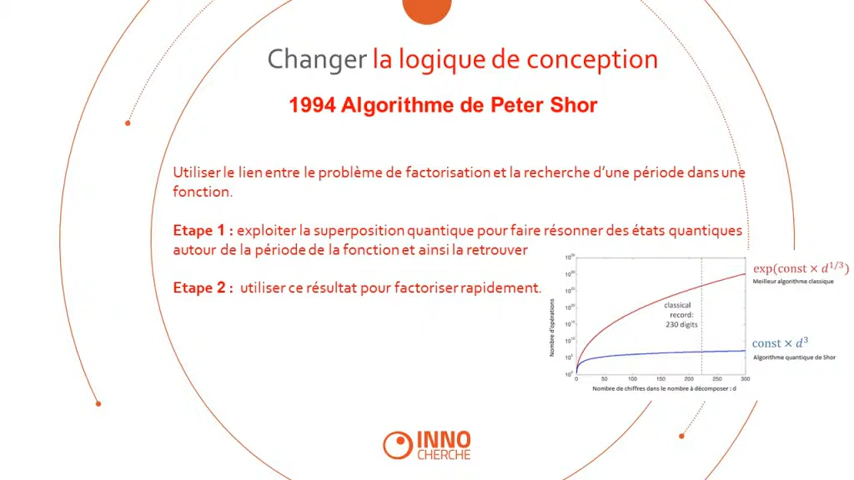 Changer la logique de conception
1994 Algorithme de Peter Shor
Utiliser le lien entre le problème de factorisation et la recherche d'une période dans une
fonction.
Etape 1 : exploiter la superposition quantique pour faire résonner des états quantiques
autour de la période de la fonction et ainsi la retrouver
Etape 2 : utiliser ce résultat pour factoriser rapidement.
exp(const × d^{1/3})
Meilleur algorithme classique
classical
record:
230 digits
const × d^3
Algorithme quantique de Shor
Nombre d'opérations
0 50 100 150 200 250 300
Nombre de chiffres dans le nombre à décomposer : d
INNO
CHERCHE